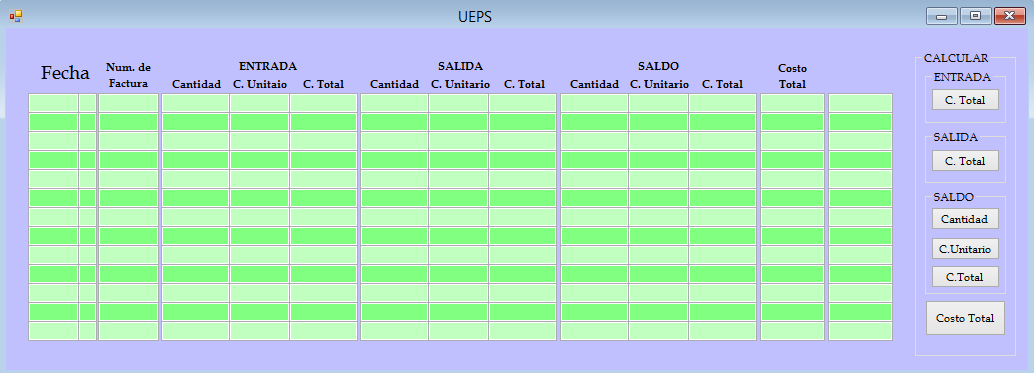 UEPS
Fecha
Num. de
Factura
ENTRADA
Cantidad C. Unitaio C. Total
SALIDA
Cantidad C. Unitario C. Total
SALDO
Cantidad C. Unitario C. Total
Costo
Total
CALCULAR
ENTRADA
C. Total
SALIDA
C. Total
SALDO
Cantidad
C.Unitario
C.Total
Costo Total